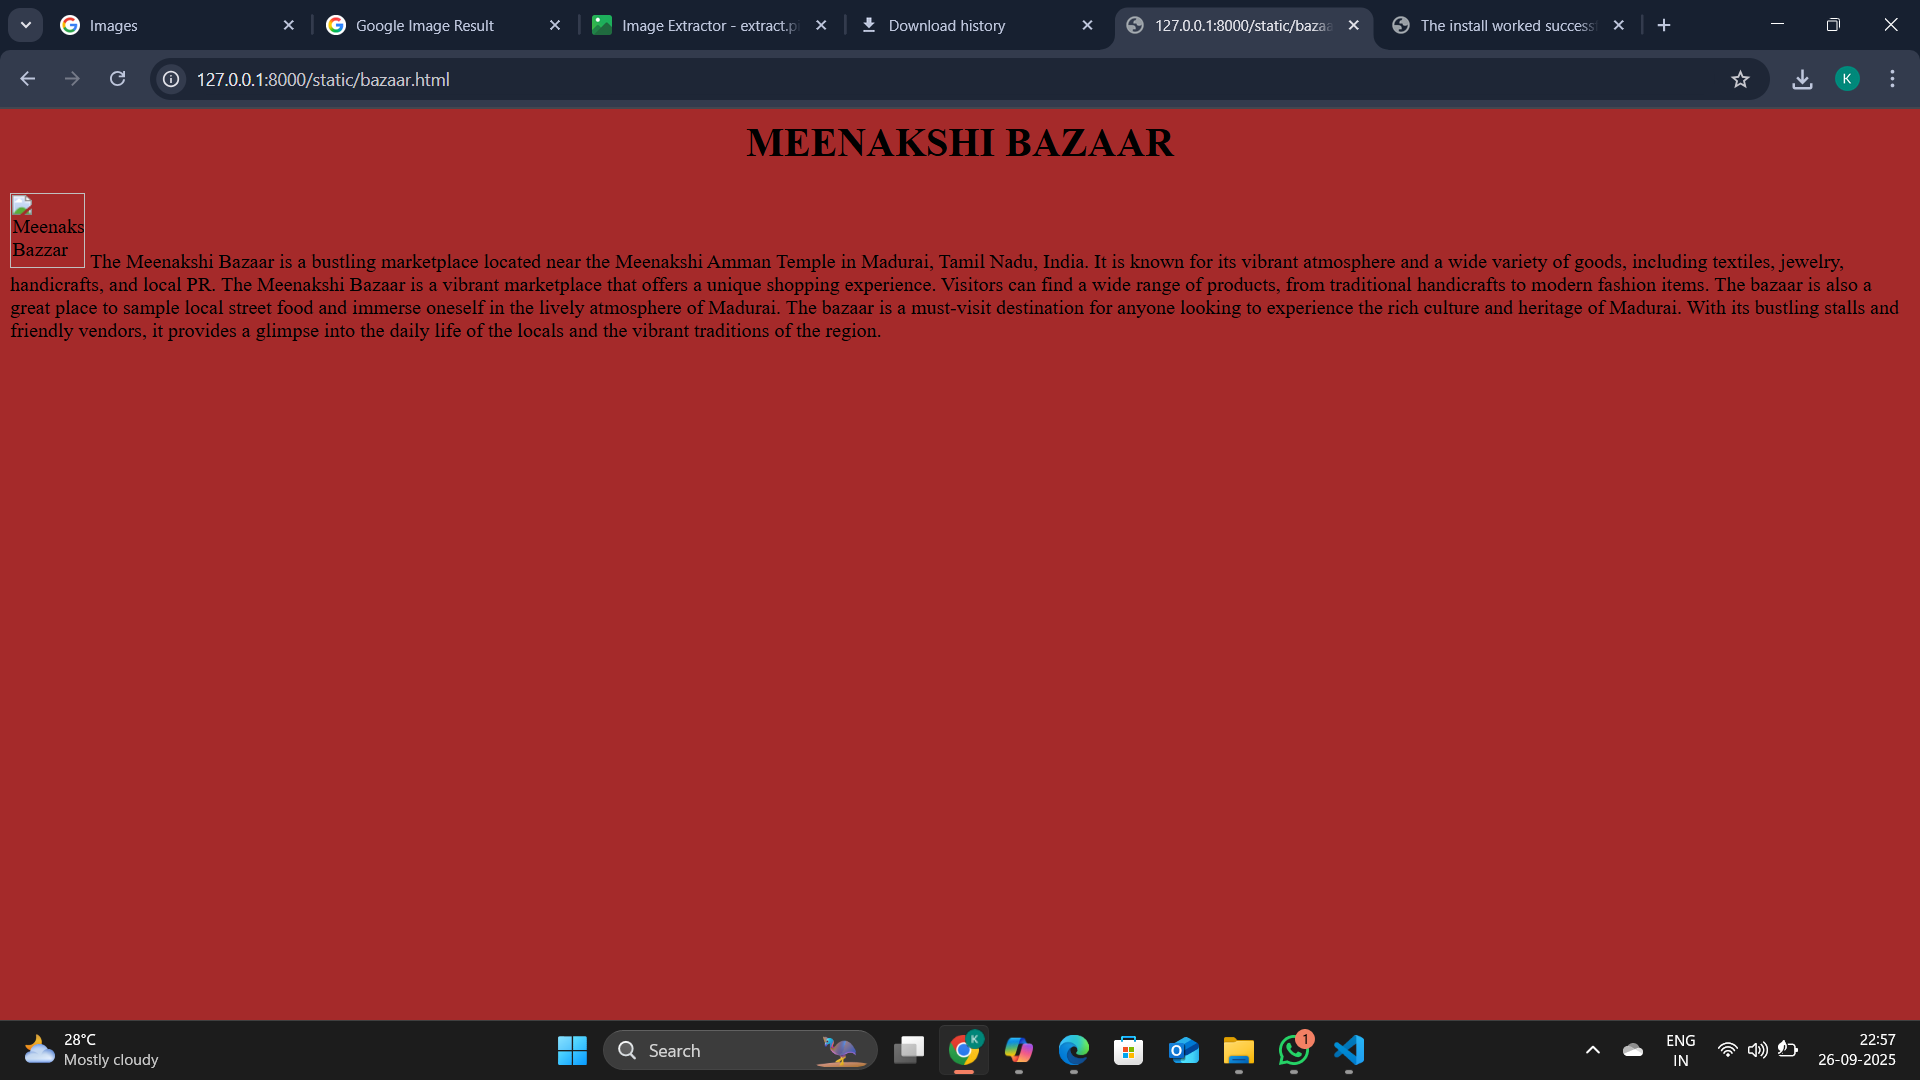 Images
Google Image Result
Image Extractor - extract.pi
Download history
127.0.0.1:8000/static/bazaa
The install worked success
127.0.0.1:8000/static/bazaar.html
K
MEENAKSHI BAZAAR
Meenaks
Bazzar
The Meenakshi Bazaar is a bustling marketplace located near the Meenakshi Amman Temple in Madurai, Tamil Nadu, India. It is known for its vibrant atmosphere and a wide variety of goods, including textiles, jewelry,
handicrafts, and local PR. The Meenakshi Bazaar is a vibrant marketplace that offers a unique shopping experience. Visitors can find a wide range of products, from traditional handicrafts to modern fashion items. The bazaar is also a
great place to sample local street food and immerse oneself in the lively atmosphere of Madurai. The bazaar is a must-visit destination for anyone looking to experience the rich culture and heritage of Madurai. With its bustling stalls and
friendly vendors, it provides a glimpse into the daily life of the locals and the vibrant traditions of the region.
28°C
Mostly cloudy
Search
K
1
ENG
IN
22:57
26-09-2025